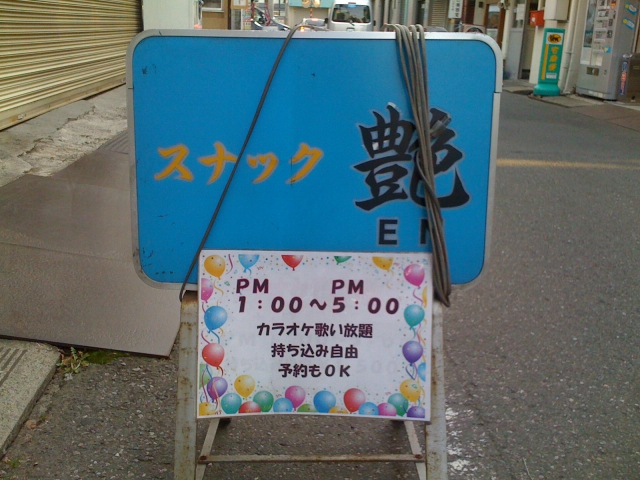 スナック 艶
EN
PM PM
1：00～5：00
カラオケ歌い放題
持ち込み自由
予約もOK